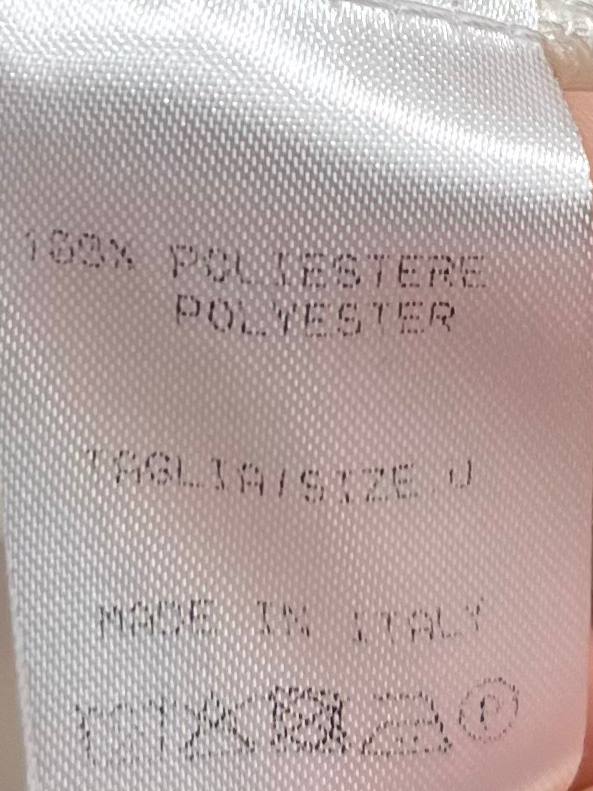 100% POLIESTERE
POLYESTER
TAGLIA/SIZE U
MADE IN ITALY
P